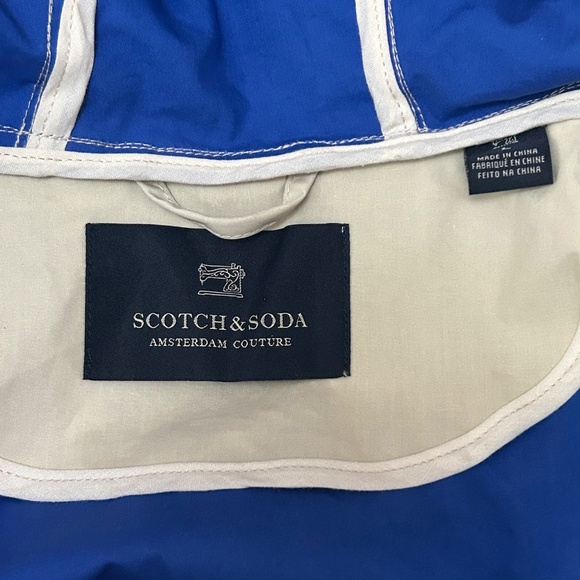 SCOTCH & SODA
AMSTERDAM COUTURE
MADE IN CHINA
FABRIQUÉ EN CHINE
FEITO NA CHINA